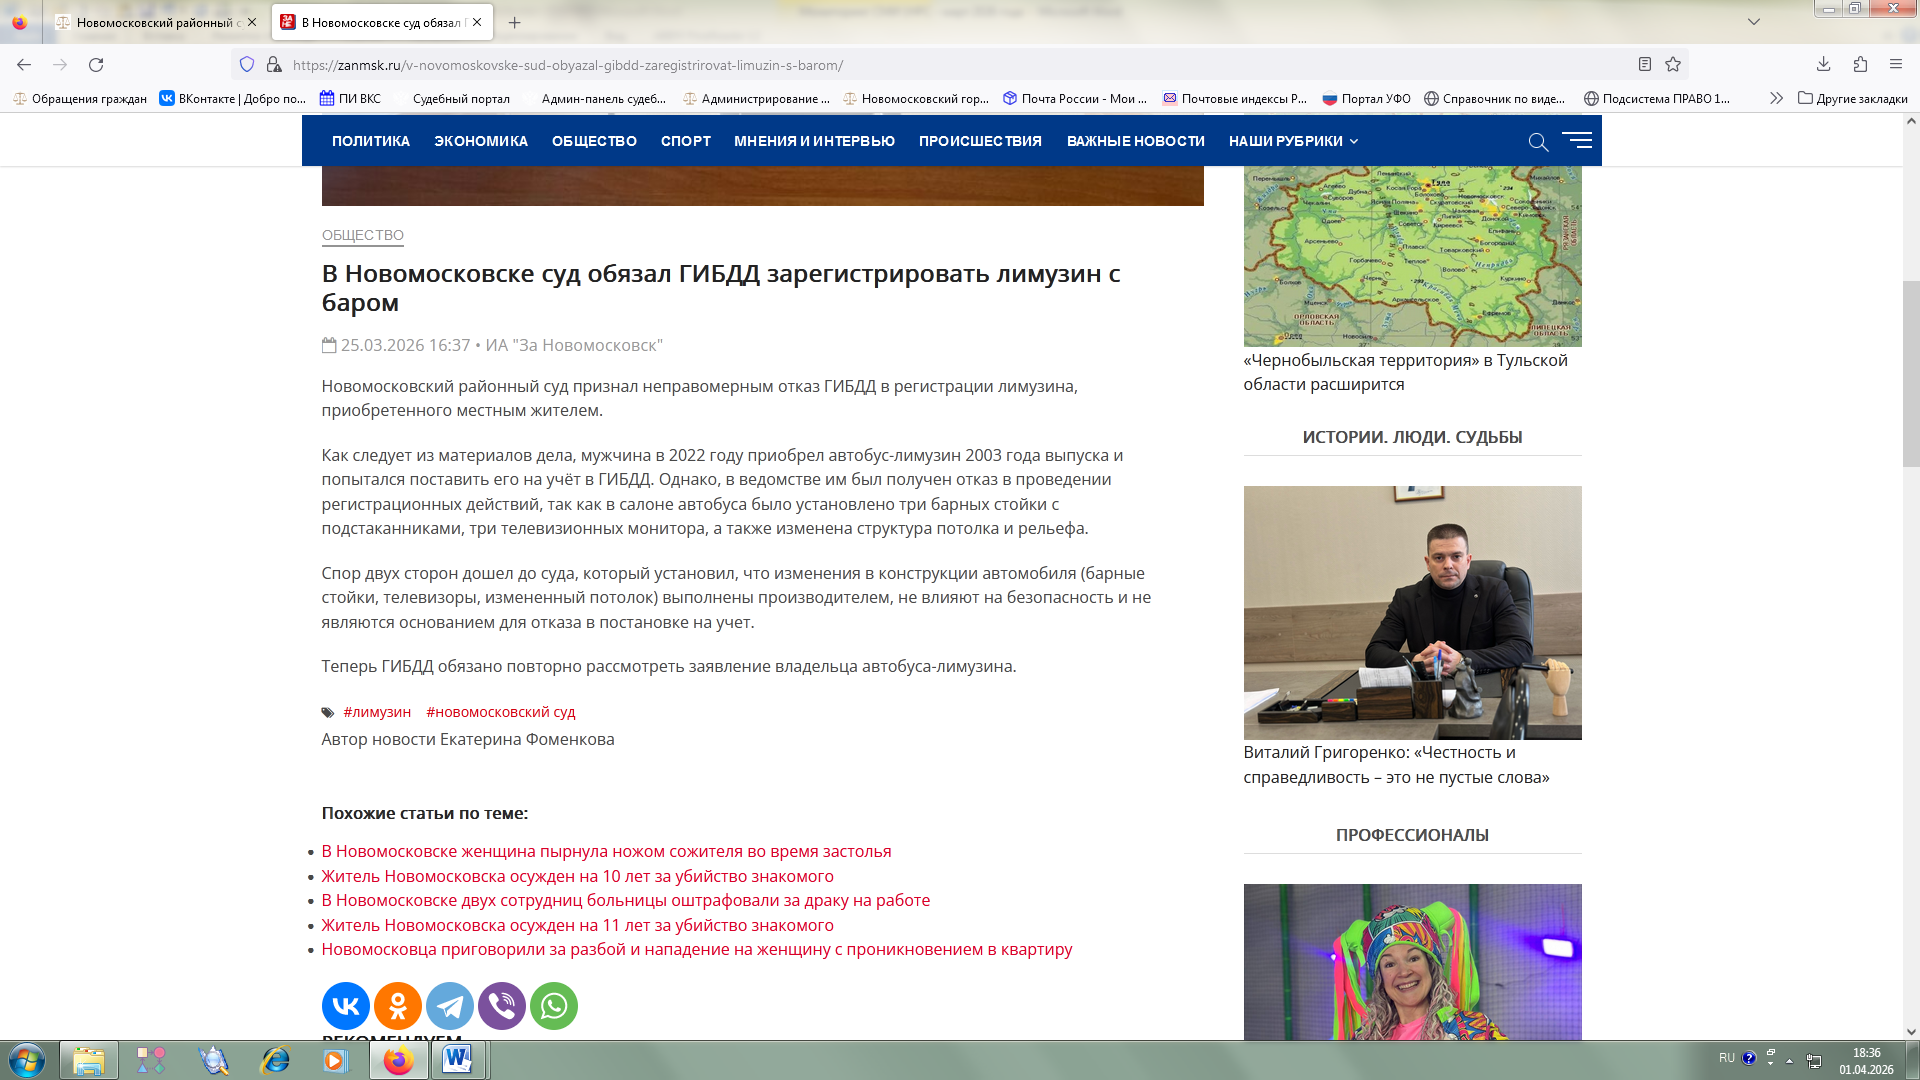 Новомосковский районный с
В Новомосковске суд обязал Г
https://zanmsk.ru/v-novomoskovske-sud-obyazal-gibdd-zaregistrirovat-limuzin-s-barom/
Обращения граждан
ВКонтакте | Добро по...
ПИ ВКС
Судебный портал
Админ-панель судеб...
Администрирование ...
Новомосковский гор...
Почта России - Мои ...
Почтовые индексы Р...
Портал УФО
Справочник по виде...
Подсистема ПРАВО 1...
Другие закладки
ПОЛИТИКА ЭКОНОМИКА ОБЩЕСТВО СПОРТ МНЕНИЯ И ИНТЕРВЬЮ ПРОИСШЕСТВИЯ ВАЖНЫЕ НОВОСТИ НАШИ РУБРИКИ
ОБЩЕСТВО
В Новомосковске суд обязал ГИБДД зарегистрировать лимузин с
баром
25.03.2026 16:37 • ИА "За Новомосковск"
Новомосковский районный суд признал неправомерным отказ ГИБДД в регистрации лимузина,
приобретенного местным жителем.
Как следует из материалов дела, мужчина в 2022 году приобрел автобус-лимузин 2003 года выпуска и
попытался поставить его на учёт в ГИБДД. Однако, в ведомстве им был получен отказ в проведении
регистрационных действий, так как в салоне автобуса было установлено три барных стойки с
подстаканниками, три телевизионных монитора, а также изменена структура потолка и рельефа.
Спор двух сторон дошел до суда, который установил, что изменения в конструкции автомобиля (барные
стойки, телевизоры, измененный потолок) выполнены производителем, не влияют на безопасность и не
являются основанием для отказа в постановке на учет.
Теперь ГИБДД обязано повторно рассмотреть заявление владельца автобуса-лимузина.
#лимузин #новомосковский суд
Автор новости Екатерина Фоменкова
Похожие статьи по теме:
В Новомосковске женщина пырнула ножом сожителя во время застолья
Житель Новомосковска осужден на 10 лет за убийство знакомого
В Новомосковске двух сотрудниц больницы оштрафовали за драку на работе
Житель Новомосковска осужден на 11 лет за убийство знакомого
Новомосковца приговорили за разбой и нападение на женщину с проникновением в квартиру
РЕКОМЕНДУЕМ
Тула
ОРЛОВСКАЯ
ОБЛАСТЬ
ЛИПЕЦКАЯ
ОБЛАСТЬ
«Чернобыльская территория» в Тульской
области расширится
ИСТОРИИ. ЛЮДИ. СУДЬБЫ
Виталий Григоренко: «Честность и
справедливость – это не пустые слова»
ПРОФЕССИОНАЛЫ
RU
18:36
01.04.2026